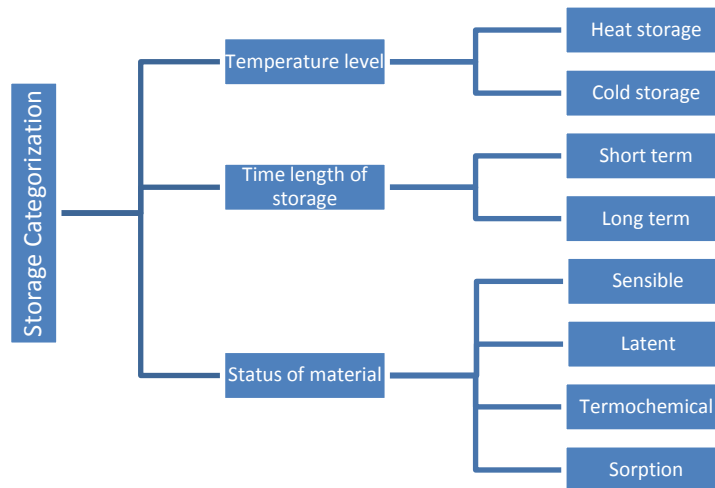 Storage Categorization
Temperature level
Heat storage
Cold storage
Time length of
storage
Short term
Long term
Status of material
Sensible
Latent
Termochemical
Sorption